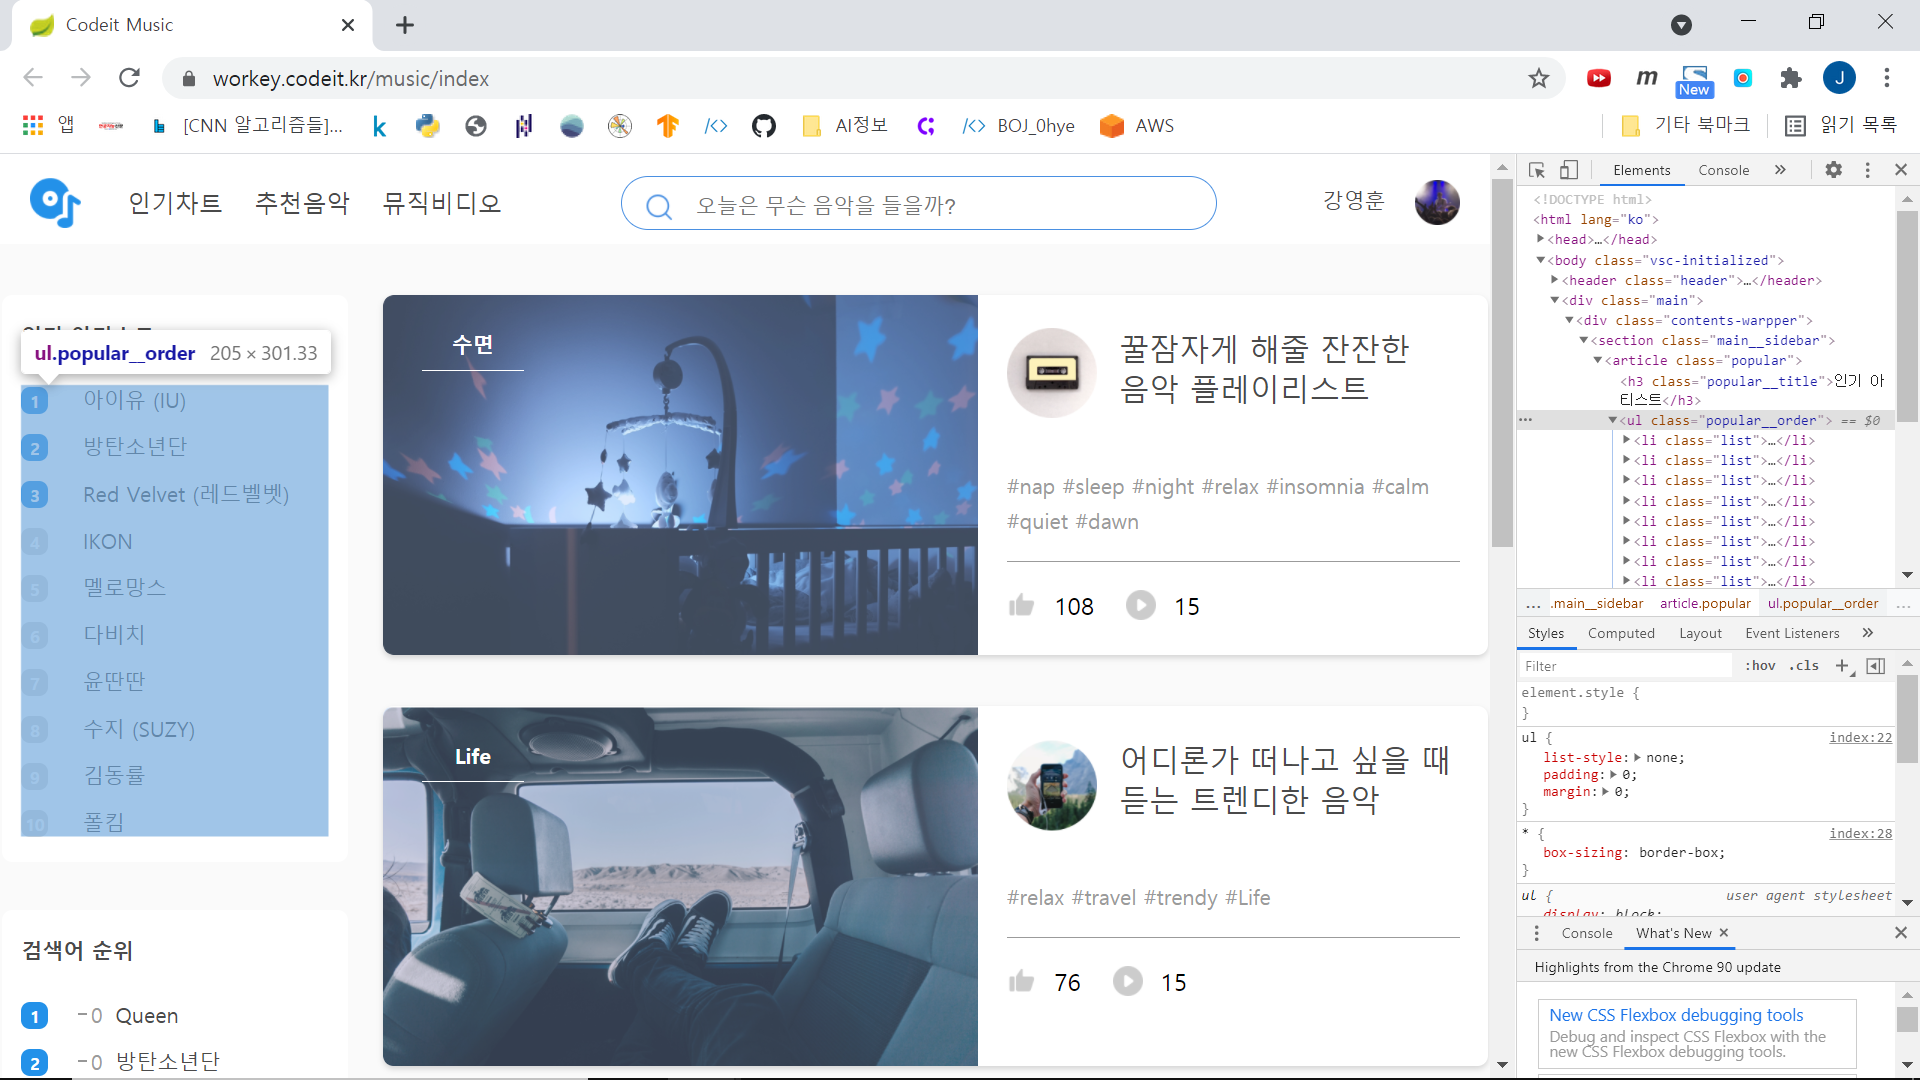 Codeit Music
workey.codeit.kr/music/index
New
J
앱
[CNN 알고리즘들]...
AI정보
BOJ_0hye
AWS
기타 북마크
읽기 목록
인기차트 추천음악 뮤직비디오
오늘은 무슨 음악을 들을까?
강영훈
ul.popular__order 205 × 301.33
1 아이유 (IU)
2 방탄소년단
3 Red Velvet (레드벨벳)
4 IKON
5 멜로망스
6 다비치
7 윤딴딴
8 수지 (SUZY)
9 김동률
10 폴킴
검색어 순위
1 -0 Queen
2 -0 방탄소년단
수면
꿀잠자게 해줄 잔잔한
음악 플레이리스트
#nap #sleep #night #relax #insomnia #calm
#quiet #dawn
108 15
Life
어디론가 떠나고 싶을 때
듣는 트렌디한 음악
#relax #travel #trendy #Life
76 15
Elements Console »
<!DOCTYPE html>
<html lang="ko">
<head>…</head>
<body class="vsc-initialized">
<header class="header">…</header>
<div class="main">
<div class="contents-warpper">
<section class="main__sidebar">
<article class="popular">
<h3 class="popular__title">인기 아
티스트</h3>
… <ul class="popular__order"> == $0
<li class="list">…</li>
<li class="list">…</li>
<li class="list">…</li>
<li class="list">…</li>
<li class="list">…</li>
<li class="list">…</li>
<li class="list">…</li>
<li class="list">…</li>
… .main__sidebar article.popular ul.popular__order …
Styles Computed Layout Event Listeners »
Filter :hov .cls +
element.style {
}
ul { index:22
list-style: none;
padding: 0;
margin: 0;
}
* { index:28
box-sizing: border-box;
}
ul { user agent stylesheet
display: block;
Console What's New ×
Highlights from the Chrome 90 update
New CSS Flexbox debugging tools
Debug and inspect CSS Flexbox with the
new CSS Flexbox debugging tools.